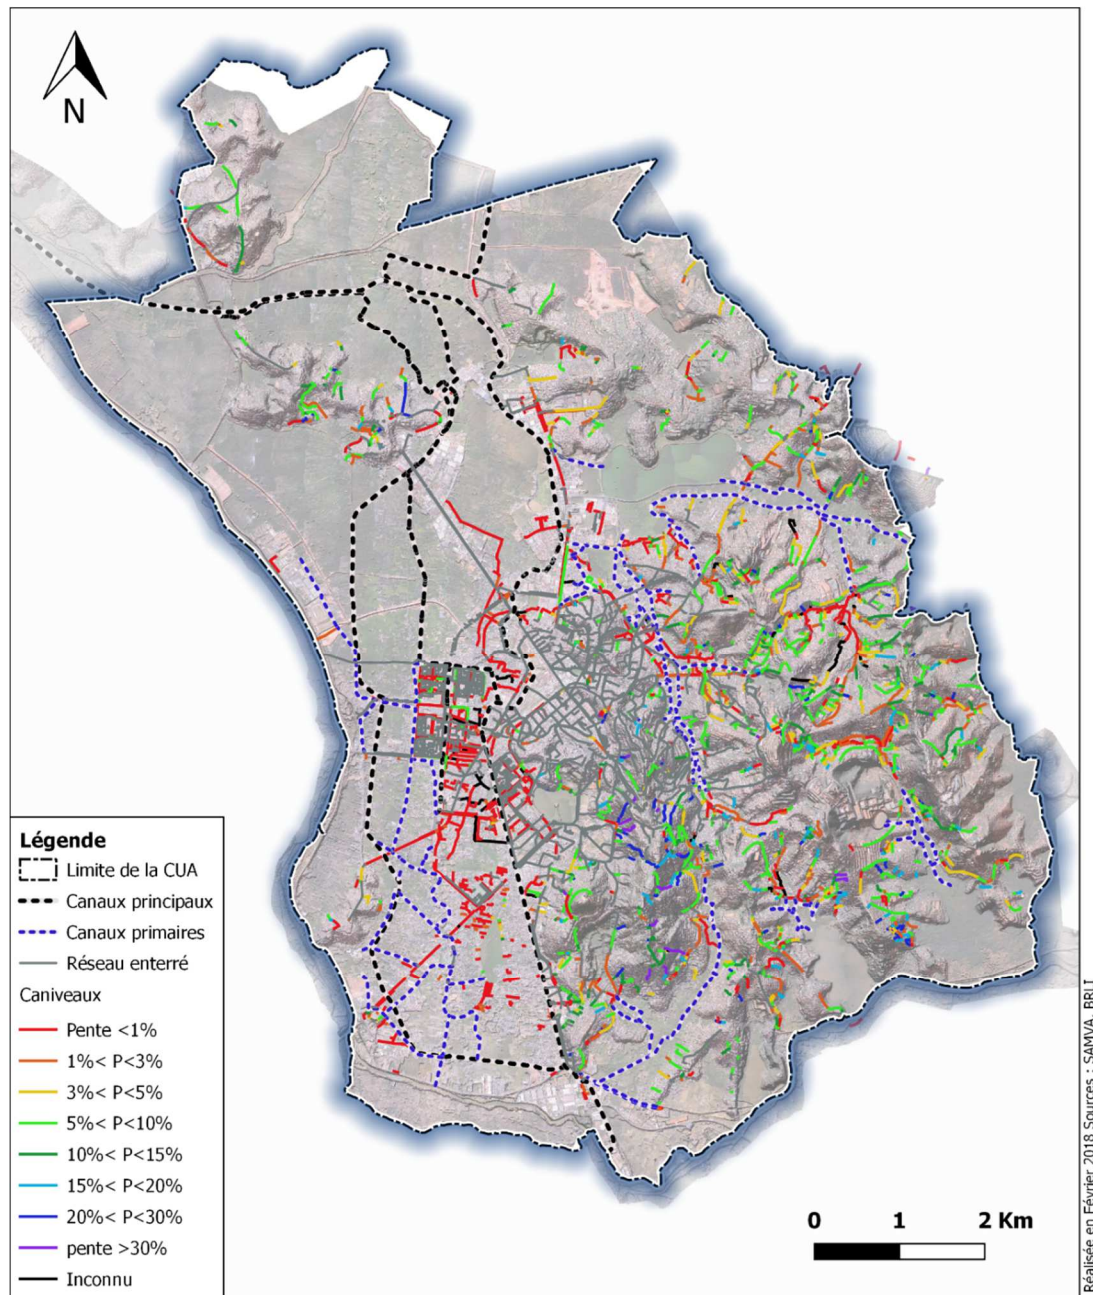 N
Légende
Limite de la CUA
Canaux principaux
Canaux primaires
Réseau enterré
Caniveaux
Pente <1%
1%< P<3%
3%< P<5%
5%< P<10%
10%< P<15%
15%< P<20%
20%< P<30%
pente >30%
Inconnu
0 1 2 Km
Réalisée en Février 2018 Sources : SAMVA, BRLI